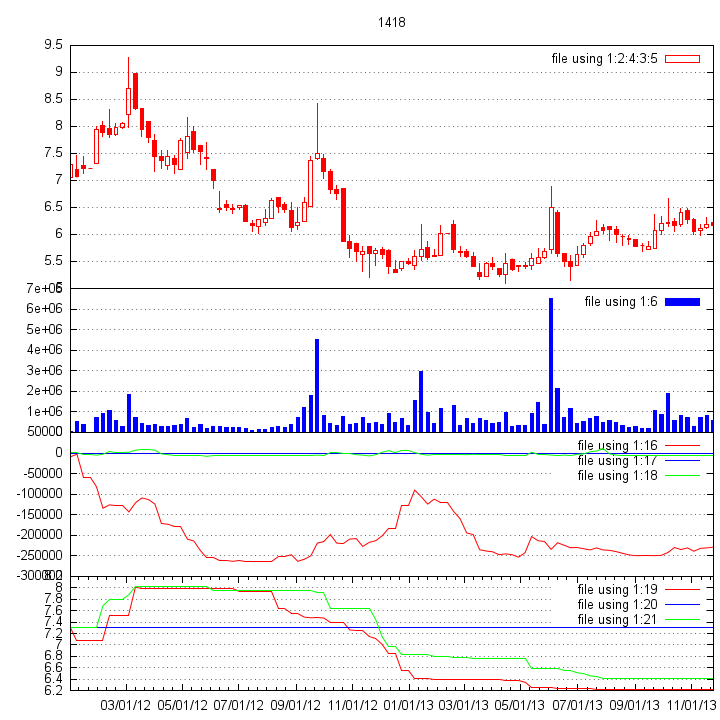 1418
9.5
file using 1:2:4:3:5
9
8.5
8
7.5
7
6.5
6
5.5
5
7e+06
file using 1:6
6e+06
5e+06
4e+06
3e+06
2e+06
1e+06
50000
file using 1:16
0
file using 1:17
file using 1:18
-50000
-100000
-150000
-200000
-250000
-300000
8.2
8
file using 1:19
7.8
file using 1:20
7.6
file using 1:21
7.4
7.2
7
6.8
6.6
6.4
6.2
03/01/12 05/01/12 07/01/12 09/01/12 11/01/12 01/01/13 03/01/13 05/01/13 07/01/13 09/01/13 11/01/13